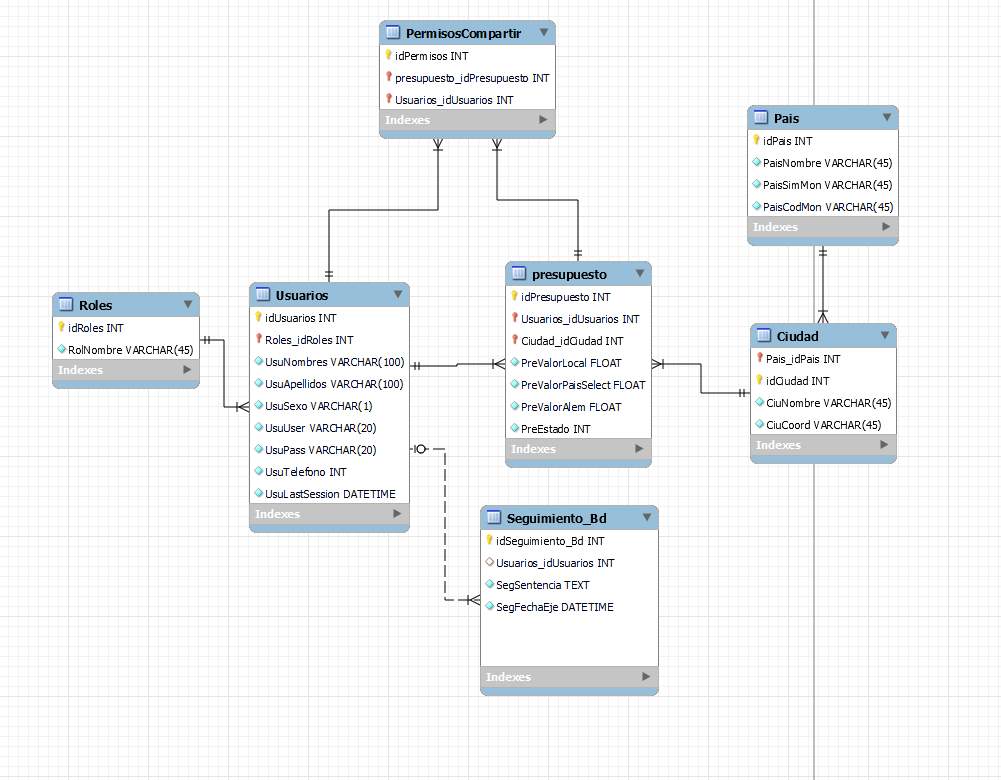 PermisosCompartir
idPermisos INT
presupuesto_idPresupuesto INT
Usuarios_idUsuarios INT
Indexes
Pais
idPais INT
PaisNombre VARCHAR(45)
PaisSimMon VARCHAR(45)
PaisCodMon VARCHAR(45)
Indexes
Roles
idRoles INT
RolNombre VARCHAR(45)
Indexes
Usuarios
idUsuarios INT
Roles_idRoles INT
UsuNombres VARCHAR(100)
UsuApellidos VARCHAR(100)
UsuSexo VARCHAR(1)
UsuUser VARCHAR(20)
UsuPass VARCHAR(20)
UsuTelefono INT
UsuLastSession DATETIME
Indexes
presupuesto
idPresupuesto INT
Usuarios_idUsuarios INT
Ciudad_idCiudad INT
PreValorLocal FLOAT
PreValorPaisSelect FLOAT
PreValorAlem FLOAT
PreEstado INT
Indexes
Ciudad
Pais_idPais INT
idCiudad INT
CiuNombre VARCHAR(45)
CiuCoord VARCHAR(45)
Indexes
Seguimiento_Bd
idSeguimiento_Bd INT
Usuarios_idUsuarios INT
SegSentencia TEXT
SegFechaEje DATETIME
Indexes